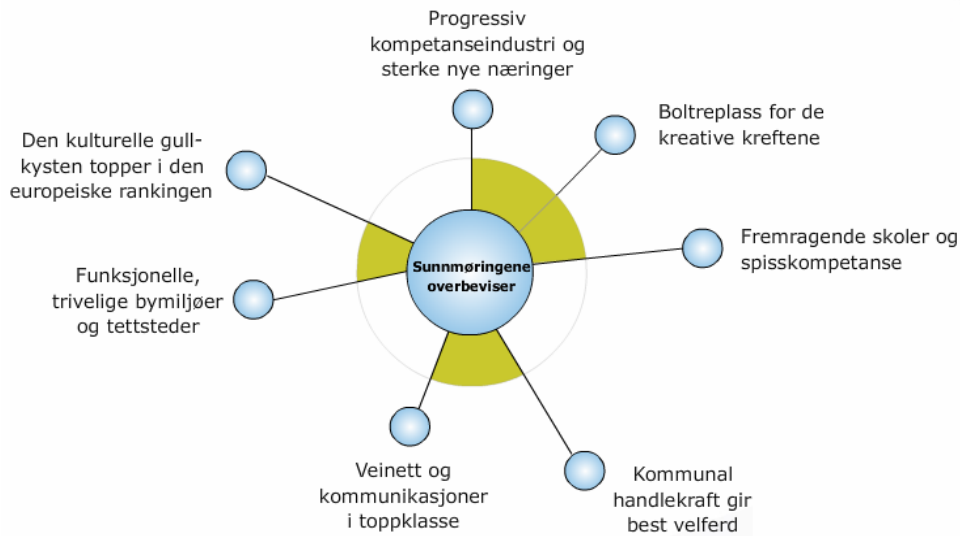 Progressiv
kompetanseindustri og
sterke nye næringer
Boltreplass for de
kreative kreftene
Den kulturelle gull-
kysten topper i den
europeiske rankingen
Fremragende skoler og
spisskompetanse
Sunnmøringene
overbeviser
Funksjonelle,
trivelige bymiljøer
og tettsteder
Veinett og
kommunikasjoner
i toppklasse
Kommunal
handlekraft gir
best velferd